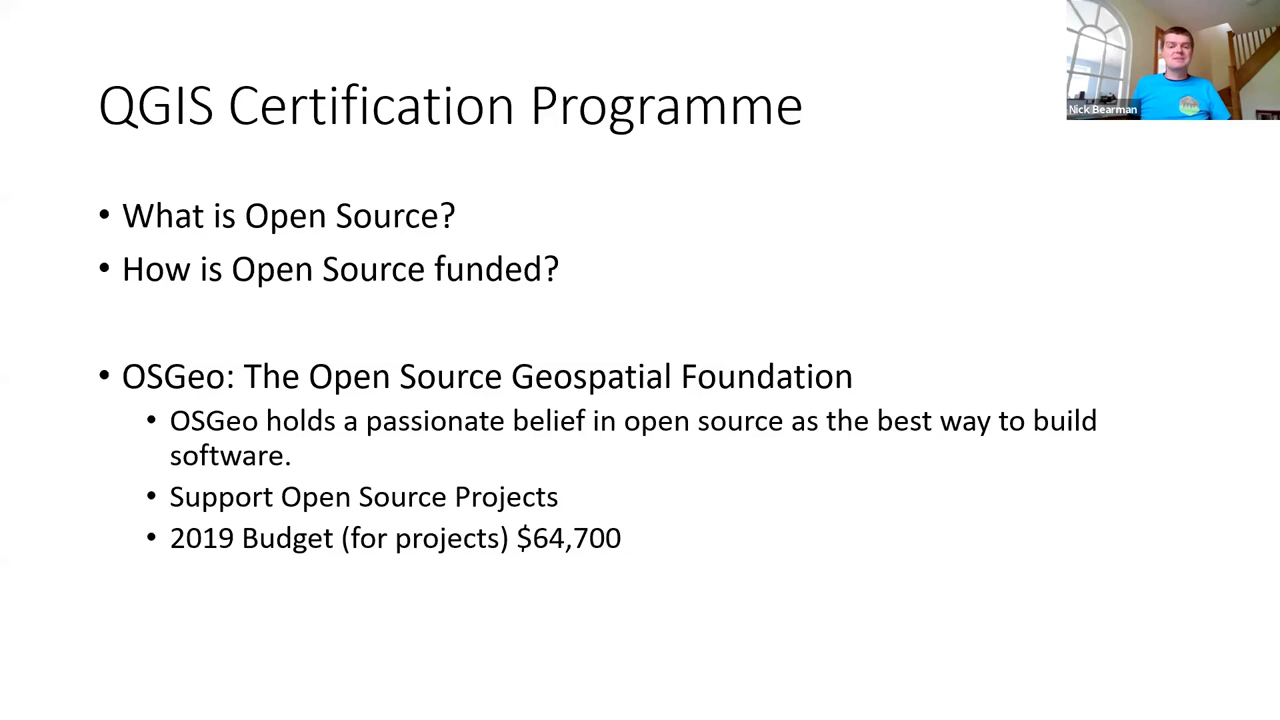 QGIS Certification Programme
Nick Bearman
• What is Open Source?
• How is Open Source funded?
• OSGeo: The Open Source Geospatial Foundation
• OSGeo holds a passionate belief in open source as the best way to build
software.
• Support Open Source Projects
• 2019 Budget (for projects) $64,700